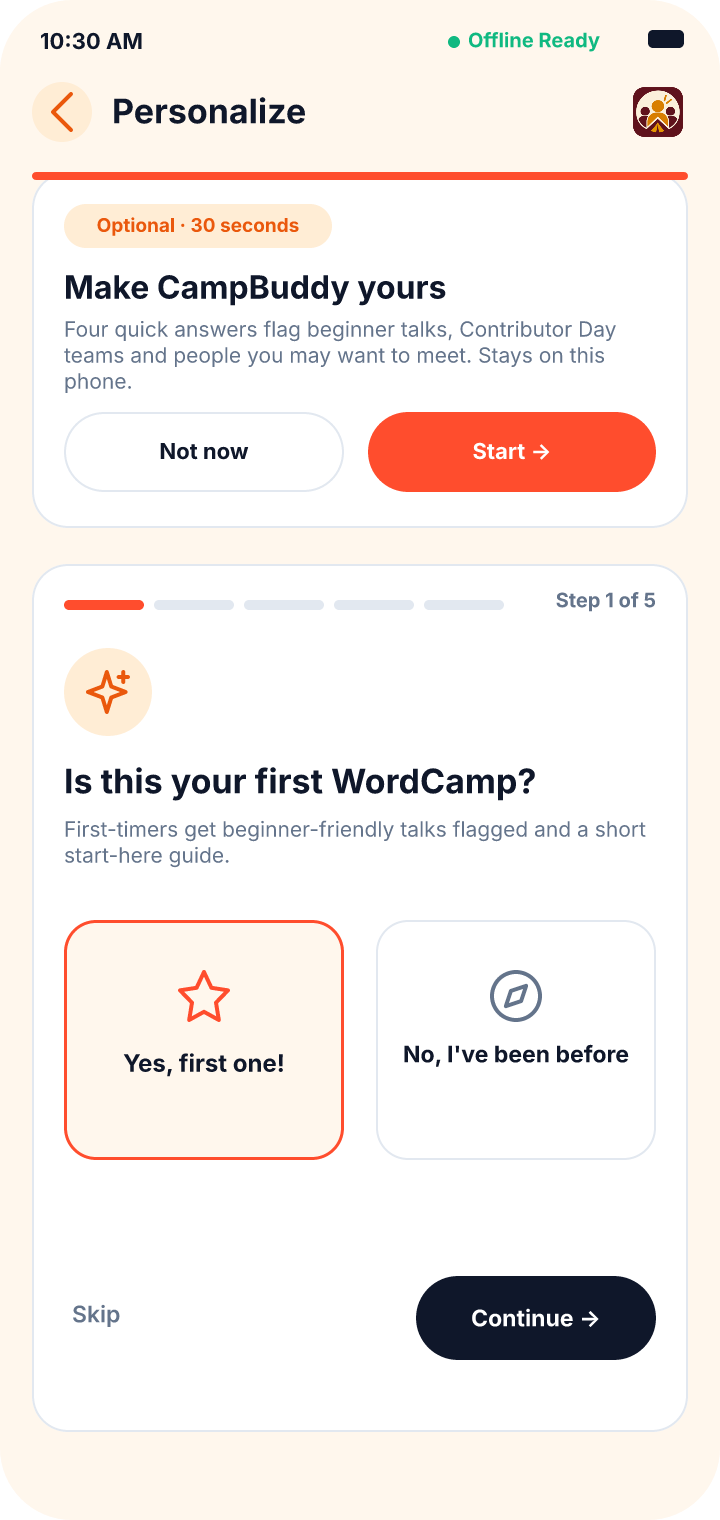 10:30 AM
Offline Ready
Personalize
Optional · 30 seconds
Make CampBuddy yours
Four quick answers flag beginner talks, Contributor Day
teams and people you may want to meet. Stays on this
phone.
Not now
Start →
Step 1 of 5
Is this your first WordCamp?
First-timers get beginner-friendly talks flagged and a short
start-here guide.
Yes, first one!
No, I've been before
Skip
Continue →